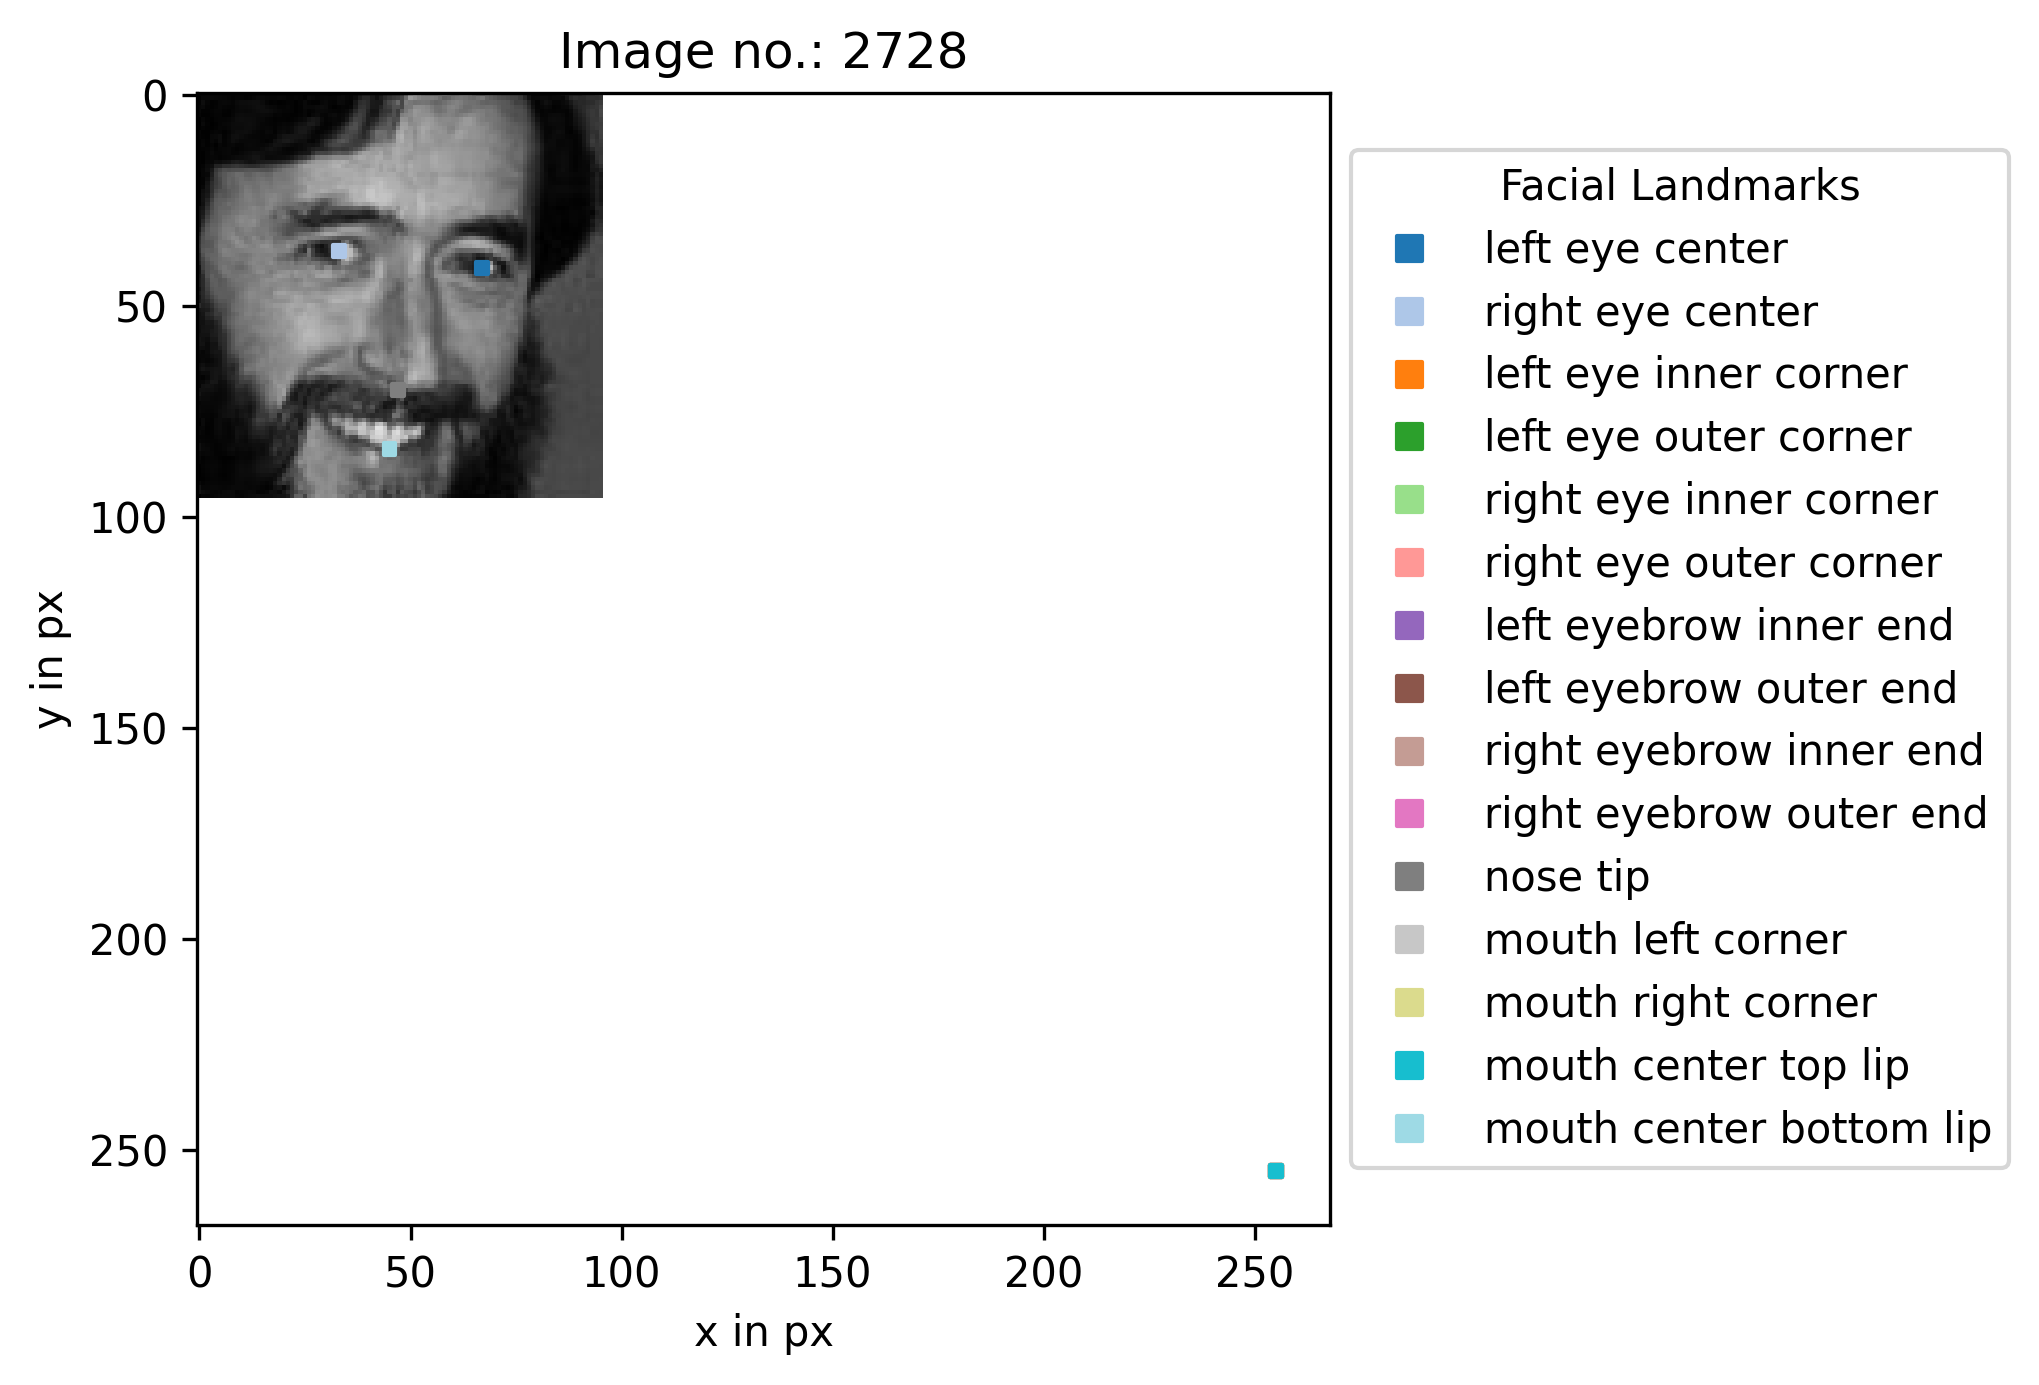 Image no.: 2728
0
50
100
150
200
250
y in px
0 50 100 150 200 250
x in px
Facial Landmarks
left eye center
right eye center
left eye inner corner
left eye outer corner
right eye inner corner
right eye outer corner
left eyebrow inner end
left eyebrow outer end
right eyebrow inner end
right eyebrow outer end
nose tip
mouth left corner
mouth right corner
mouth center top lip
mouth center bottom lip